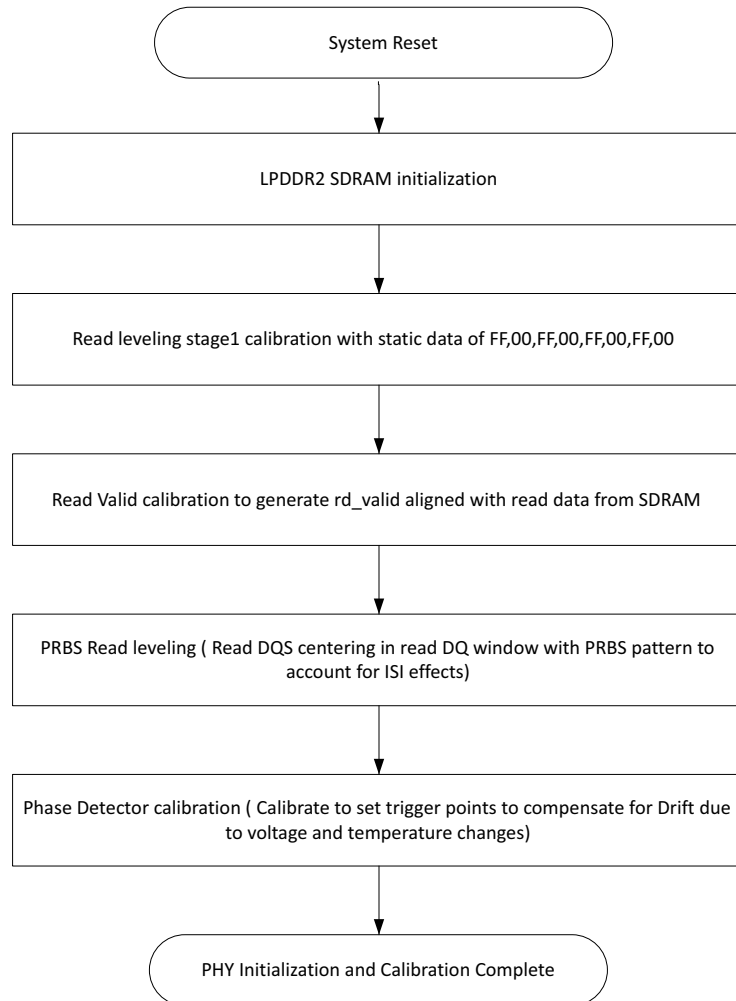 System Reset
LPDDR2 SDRAM initialization
Read leveling stage1 calibration with static data of FF,00,FF,00,FF,00,FF,00
Read Valid calibration to generate rd_valid aligned with read data from SDRAM
PRBS Read leveling ( Read DQS centering in read DQ window with PRBS pattern to
account for ISI effects)
Phase Detector calibration ( Calibrate to set trigger points to compensate for Drift due
to voltage and temperature changes)
PHY Initialization and Calibration Complete